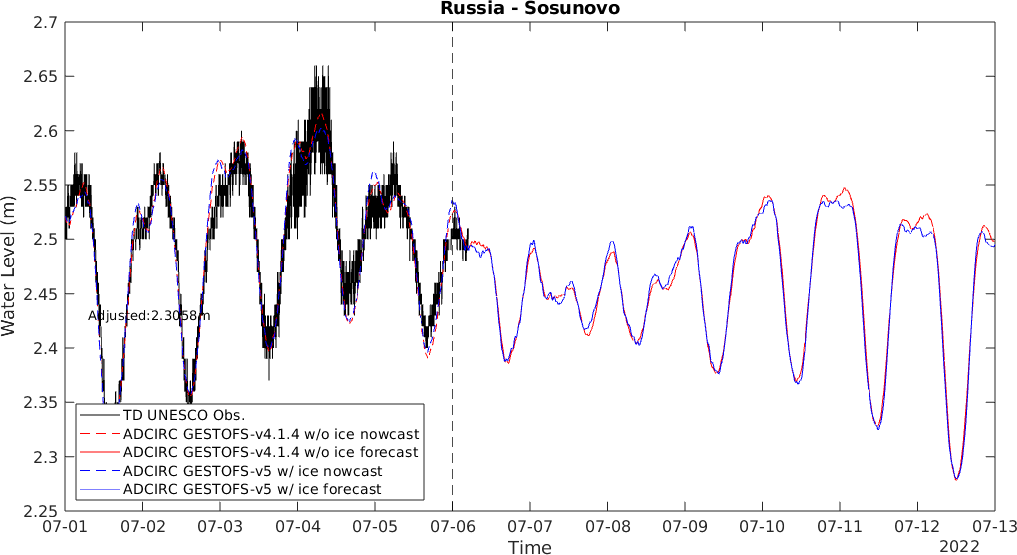 Russia - Sosunovo
2.7
2.65
2.6
2.55
2.5
2.45
2.4
2.35
2.3
2.25
Water Level (m)
Adjusted:2.3058m
TD UNESCO Obs.
ADCIRC GESTOFS-v4.1.4 w/o ice nowcast
ADCIRC GESTOFS-v4.1.4 w/o ice forecast
ADCIRC GESTOFS-v5 w/ ice nowcast
ADCIRC GESTOFS-v5 w/ ice forecast
07-01 07-02 07-03 07-04 07-05 07-06 07-07 07-08 07-09 07-10 07-11 07-12 07-13
Time
2022